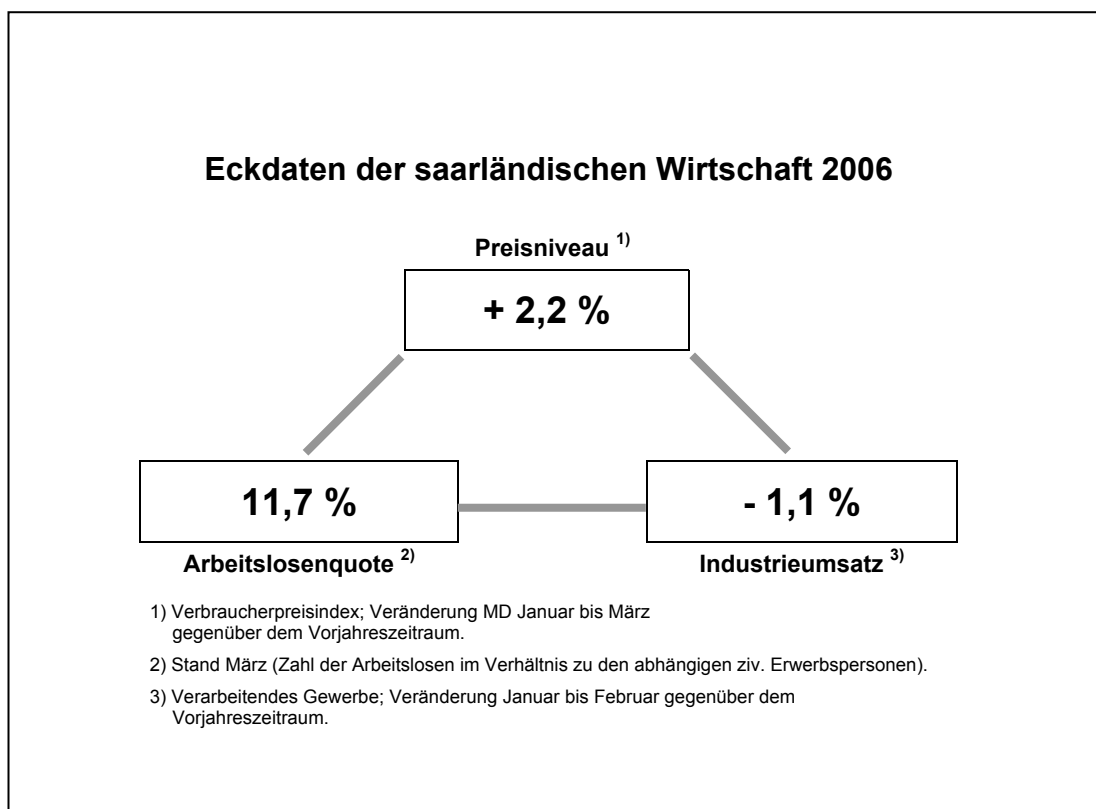 Eckdaten der saarländischen Wirtschaft 2006
Preisniveau 1)
+ 2,2 %
11,7 %
- 1,1 %
Arbeitslosenquote 2)
Industrieumsatz 3)
1) Verbraucherpreisindex; Veränderung MD Januar bis März
gegenüber dem Vorjahreszeitraum.
2) Stand März (Zahl der Arbeitslosen im Verhältnis zu den abhängigen ziv. Erwerbspersonen).
3) Verarbeitendes Gewerbe; Veränderung Januar bis Februar gegenüber dem
Vorjahreszeitraum.